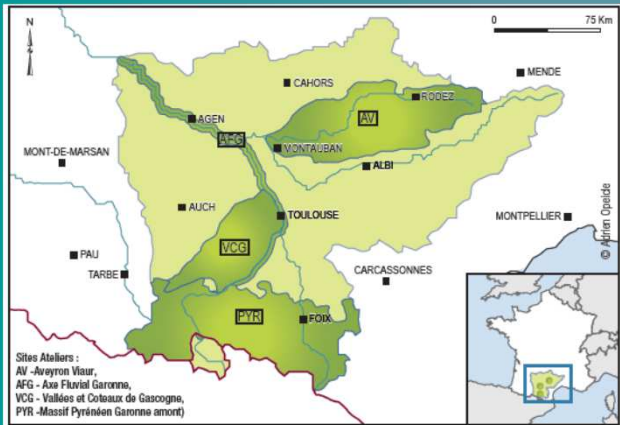 N
0 75 Km
MENDE
CAHORS
RODEZ
AV
AGEN
AFG
MONTAUBAN
MONT-DE-MARSAN
ALBI
AUCH
TOULOUSE
MONTPELLIER
VCG
PAU
TARBE
CARCASSONNES
© Adrien Opeicle
PYR
FOIX
Sites Ateliers :
AV -Aveyron Viaur,
AFG - Axe Fluvial Garonne,
VCG - Vallées et Coteaux de Gascogne,
PYR -Massif Pyrénéen Garonne amont)